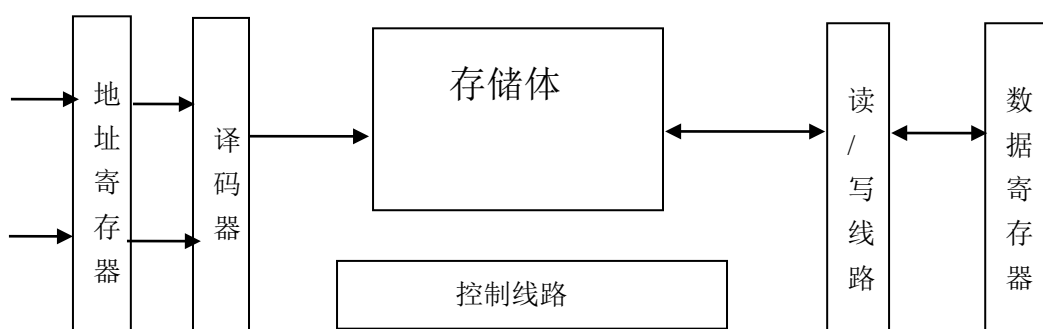 地址寄存器
译码器
存储体
控制线路
读/写线路
数据寄存器